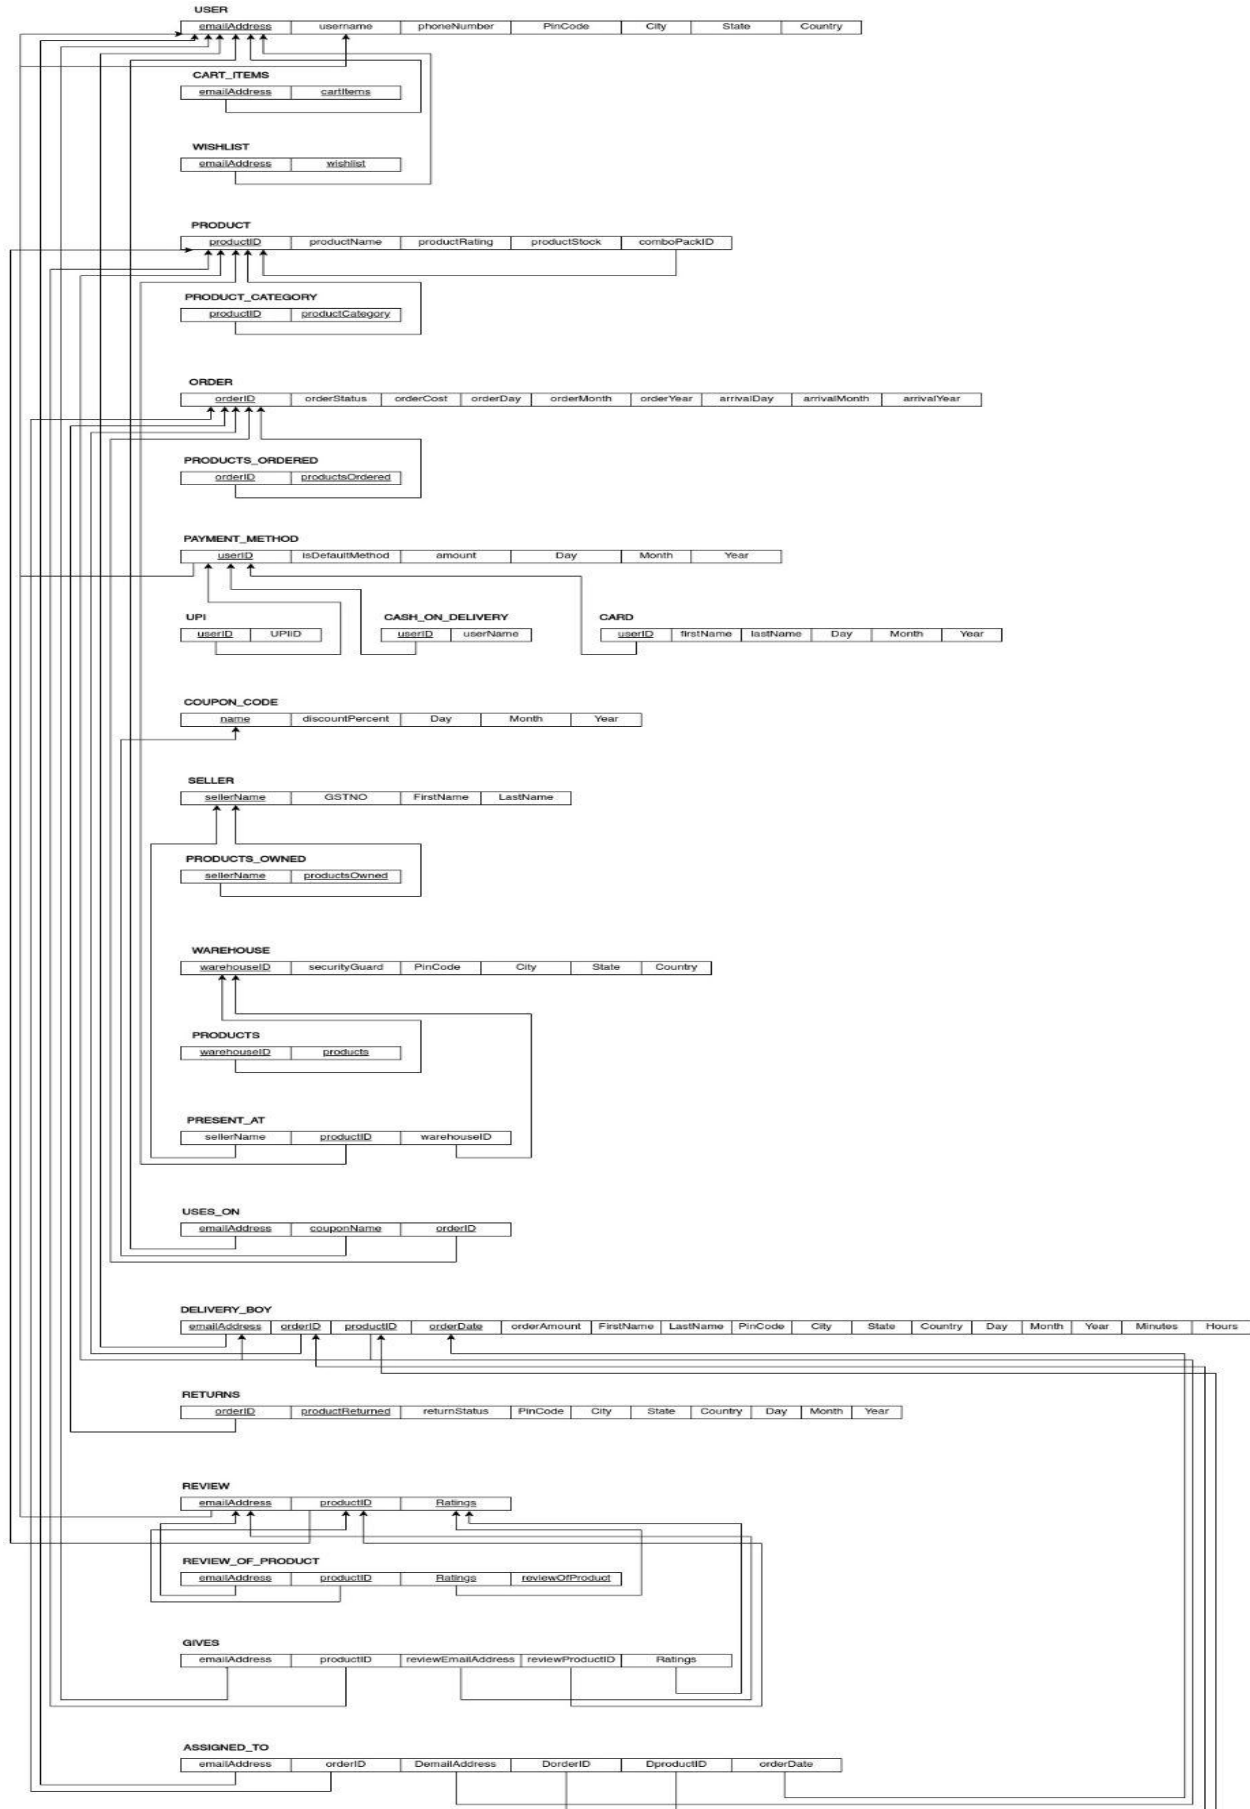 USER
emailAddress username phoneNumber PinCode City State Country
CART_ITEMS
emailAddress cartItems
WISHLIST
emailAddress wishlist
PRODUCT
productID productName productRating productStock comboPackID
PRODUCT_CATEGORY
productID productCategory
ORDER
orderID orderStatus orderCost orderDay orderMonth orderYear arrivalDay arrivalMonth arrivalYear
PRODUCTS_ORDERED
orderID productsOrdered
PAYMENT_METHOD
userID isDefaultMethod amount Day Month Year
UPI CASH_ON_DELIVERY CARD
userID UPIID userID userName userID firstName lastName Day Month Year
COUPON_CODE
name discountPercent Day Month Year
SELLER
sellerName GSTNO FirstName LastName
PRODUCTS_OWNED
sellerName productsOwned
WAREHOUSE
warehouseID securityGuard PinCode City State Country
PRODUCTS
warehouseID products
PRESENT_AT
sellerName productID warehouseID
USES_ON
emailAddress couponName orderID
DELIVERY_BOY
emailAddress orderID productID orderDate orderAmount FirstName LastName PinCode City State Country Day Month Year Minutes Hours
RETURNS
orderID productReturned returnStatus PinCode City State Country Day Month Year
REVIEW
emailAddress productID Ratings
REVIEW_OF_PRODUCT
emailAddress productID Ratings reviewOfProduct
GIVES
emailAddress productID reviewEmailAddress reviewProductID Ratings
ASSIGNED_TO
emailAddress orderID DemailAddress DorderID DproductID orderDate